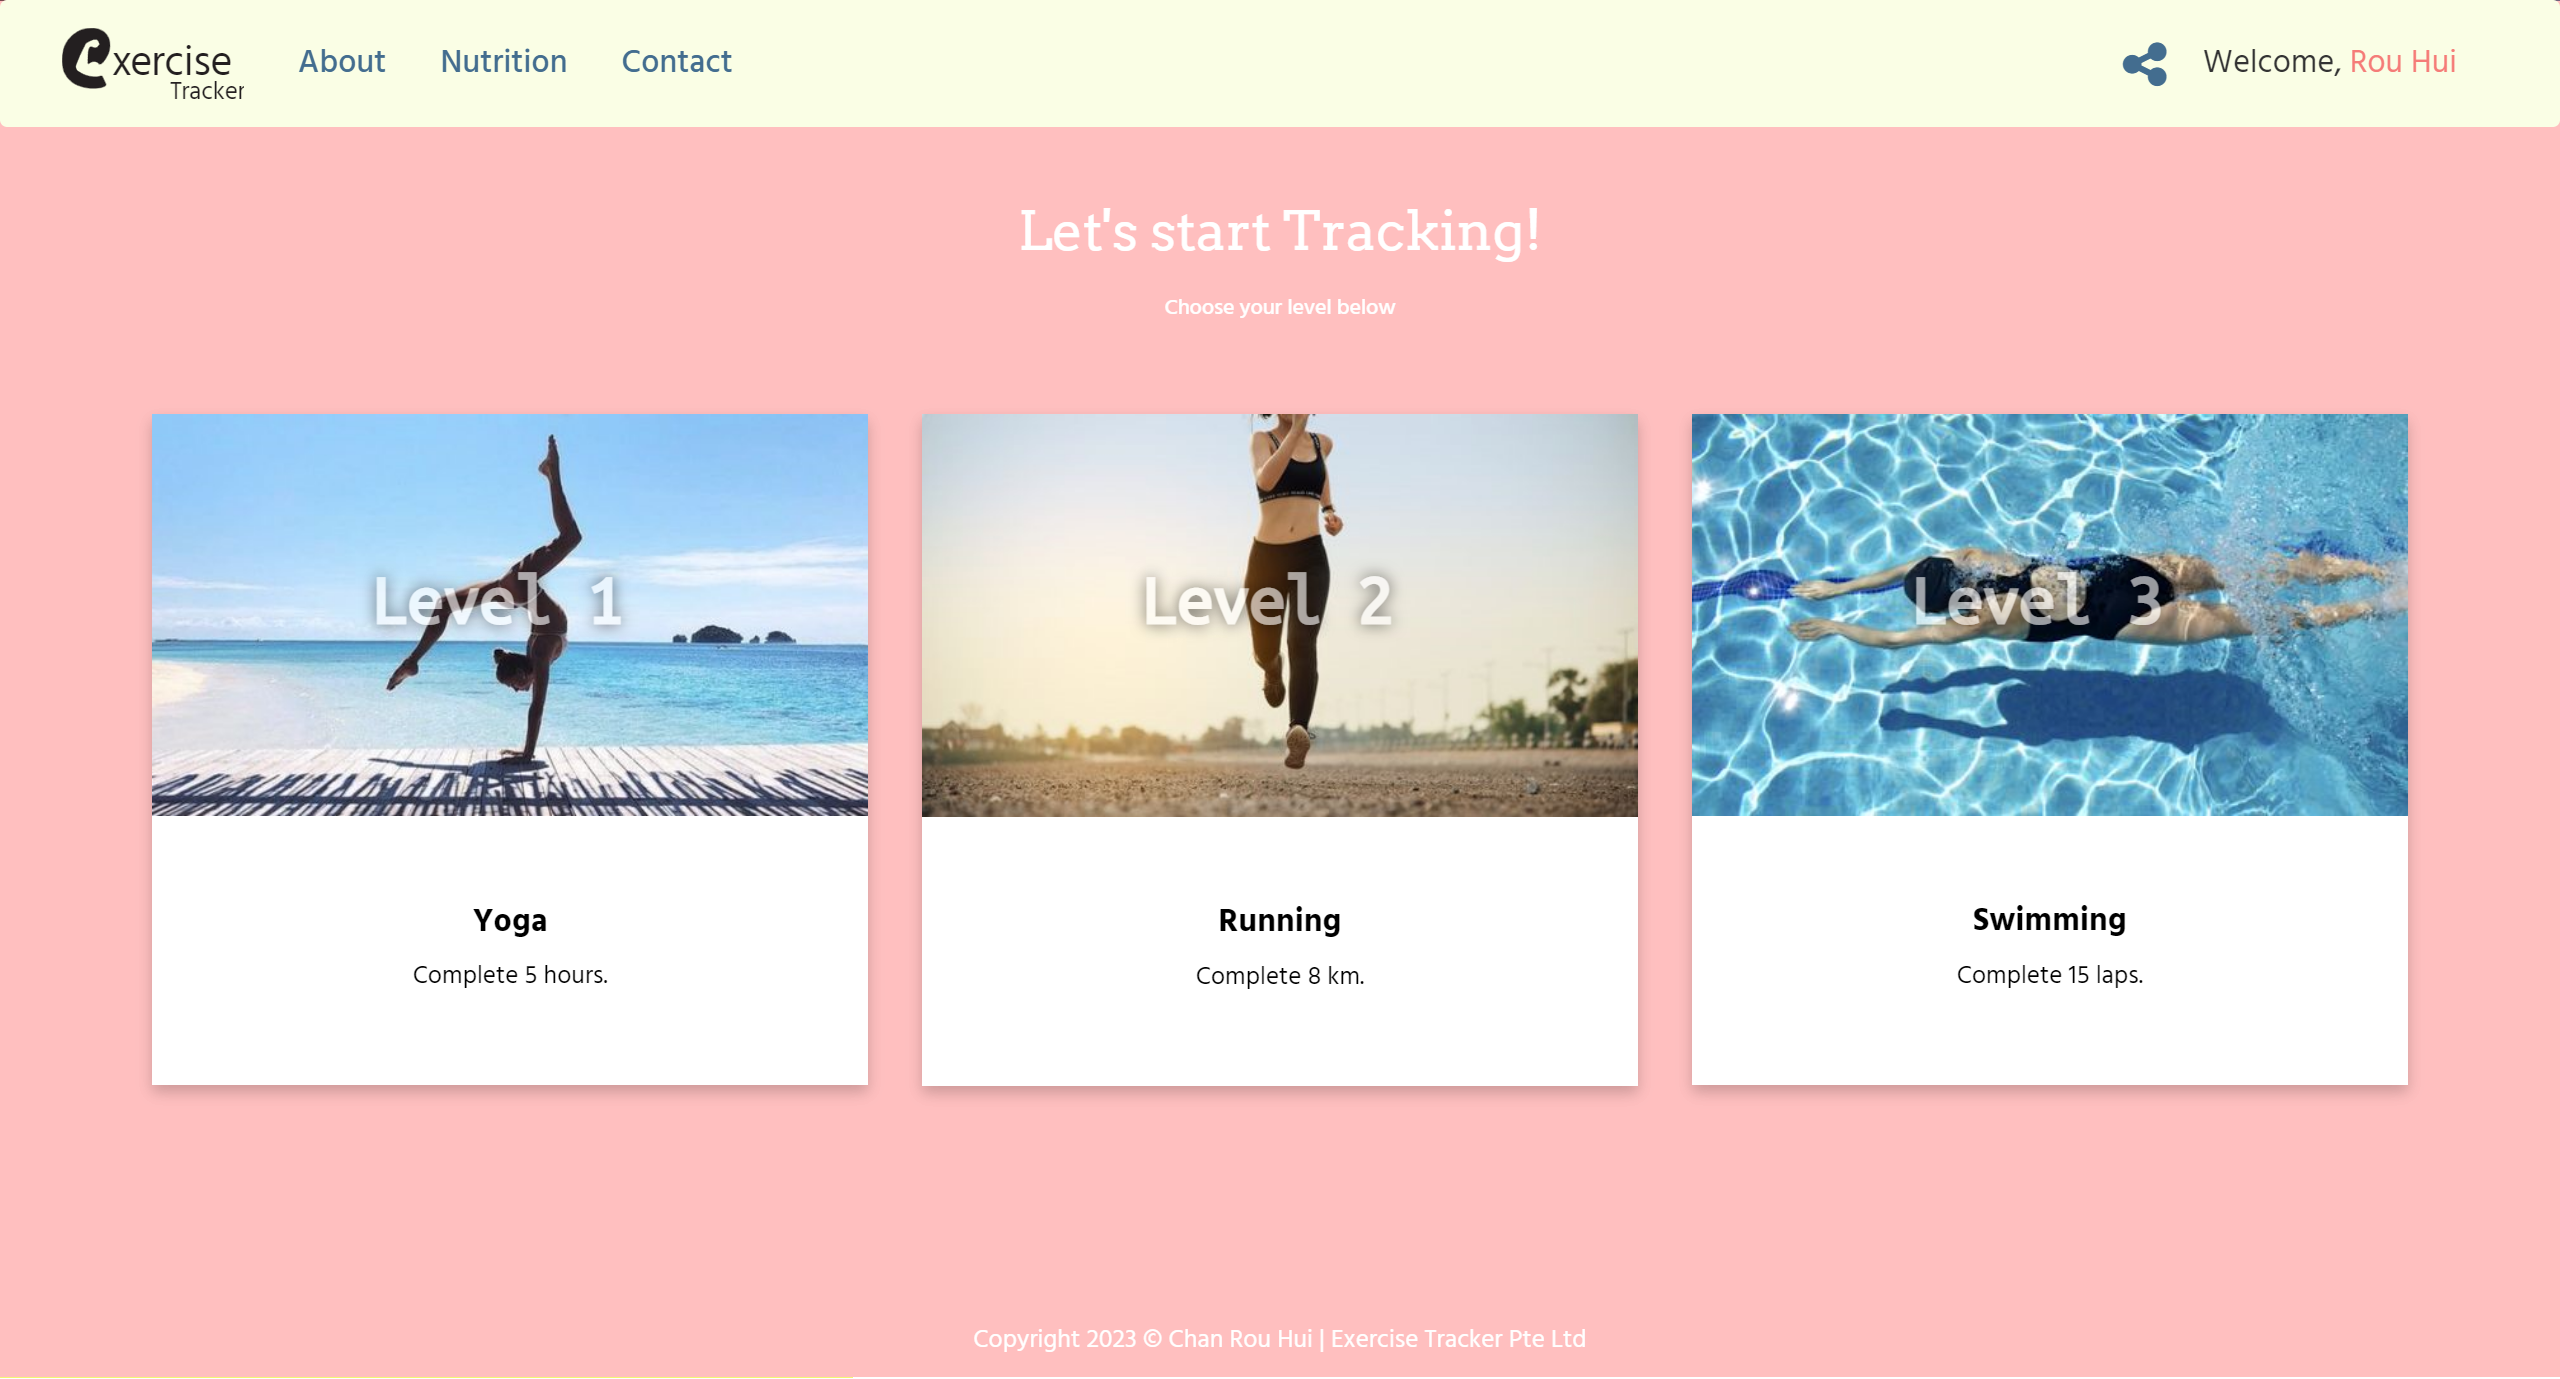 Exercise
Tracker
About
Nutrition
Contact
Welcome, Rou Hui
Let's start Tracking!
Choose your level below
Level 1
Level 2
Level 3
Yoga
Complete 5 hours.
Running
Complete 8 km.
Swimming
Complete 15 laps.
Copyright 2023 © Chan Rou Hui | Exercise Tracker Pte Ltd